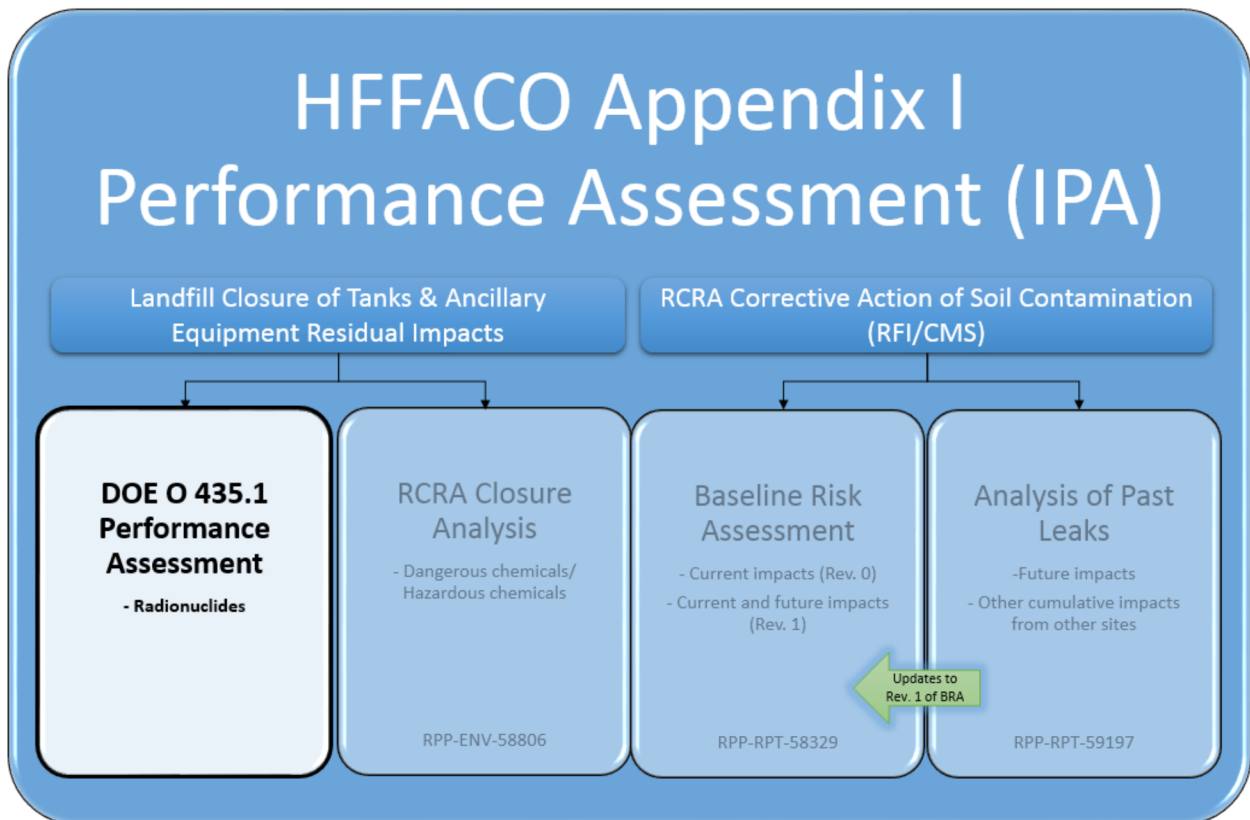 HFFACO Appendix I
Performance Assessment (IPA)
Landfill Closure of Tanks & Ancillary
Equipment Residual Impacts
RCRA Corrective Action of Soil Contamination
(RFI/CMS)
DOE O 435.1
Performance
Assessment
- Radionuclides
RCRA Closure
Analysis
- Dangerous chemicals/
Hazardous chemicals
RPP-ENV-58806
Baseline Risk
Assessment
- Current impacts (Rev. 0)
- Current and future impacts
(Rev. 1)
RPP-RPT-58329
Analysis of Past
Leaks
-Future impacts
- Other cumulative impacts
from other sites
Updates to
Rev. 1 of BRA
RPP-RPT-59197